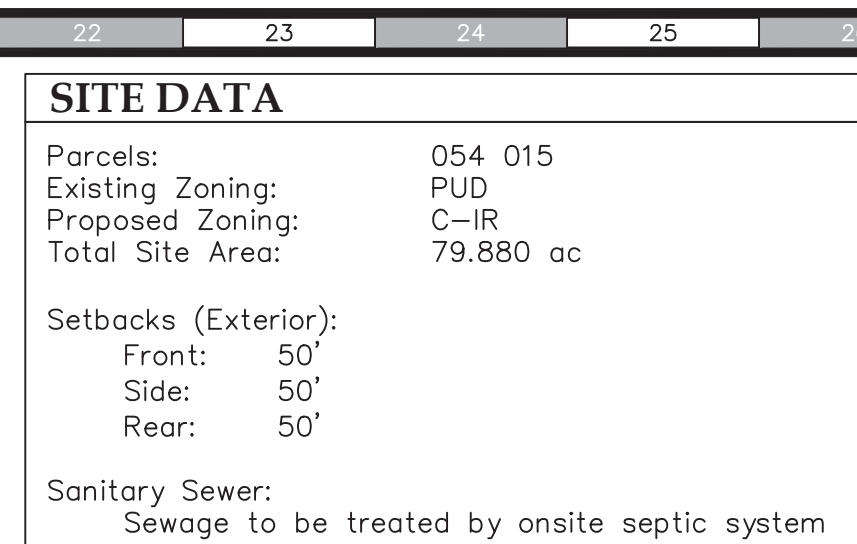 22 23 24 25
SITE DATA
Parcels: 054 015
Existing Zoning: PUD
Proposed Zoning: C-IR
Total Site Area: 79.880 ac
Setbacks (Exterior):
Front: 50'
Side: 50'
Rear: 50'
Sanitary Sewer:
Sewage to be treated by onsite septic system